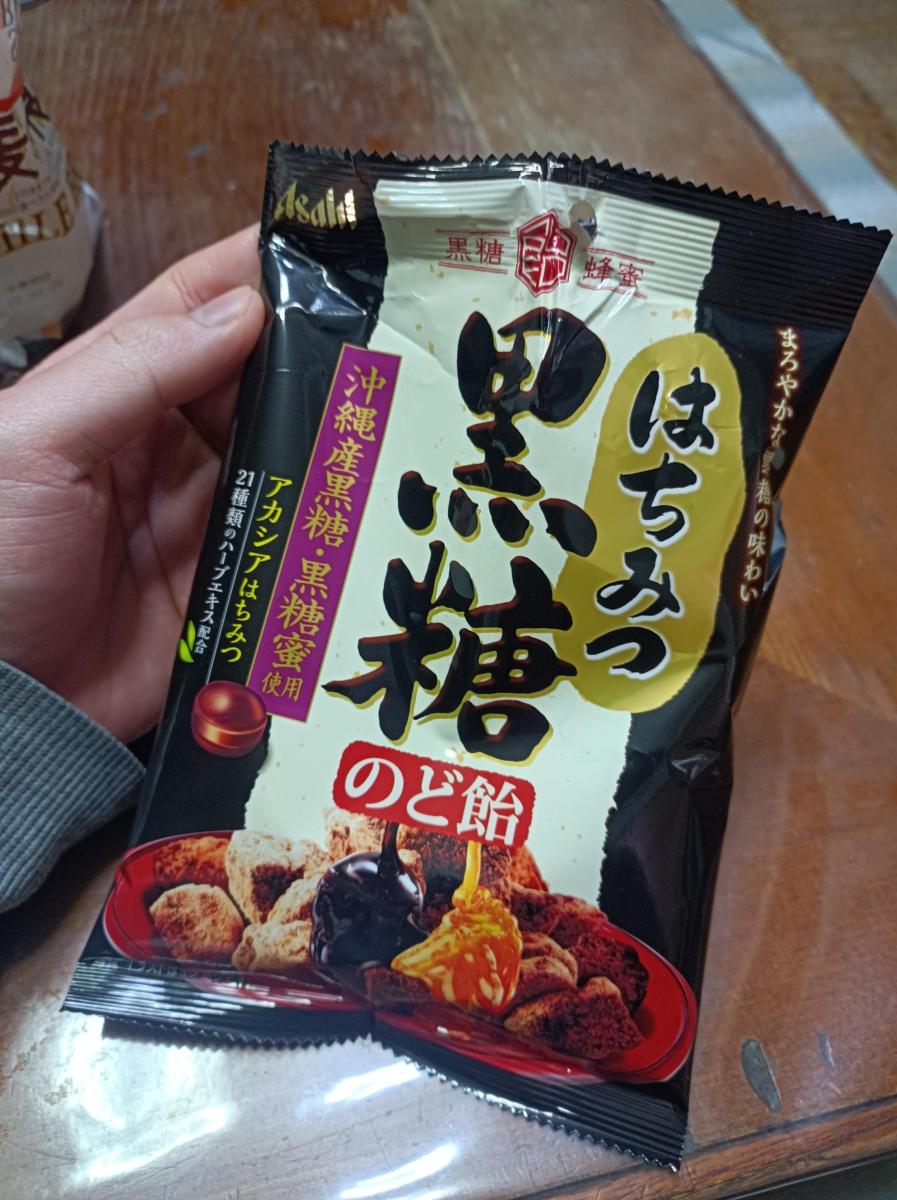 Asahi
黒糖
蜂蜜
はちみつ
黒糖
のど飴
まろやかな黒糖の味わい
沖縄産黒糖・黒糖蜜使用
アカシアはちみつ
21種類のハーブエキス配合